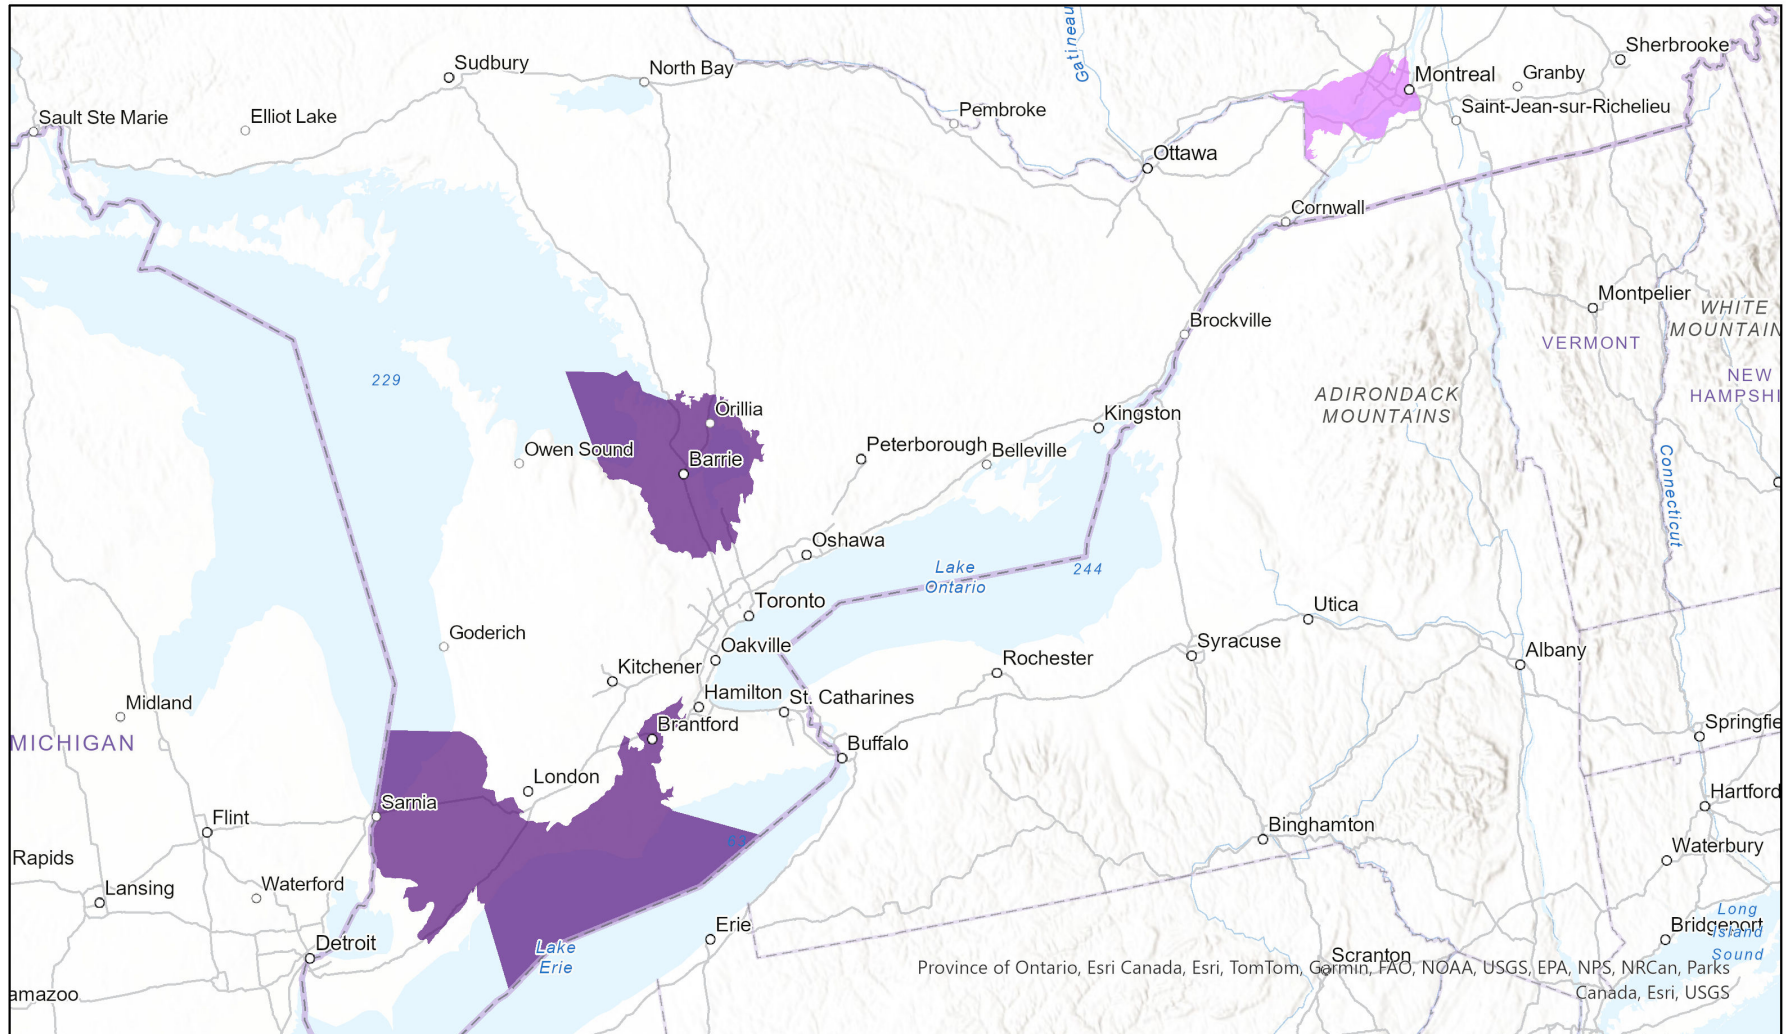 Gatineau
Sherbrooke
Sudbury
North Bay
Montreal
Granby
Sault Ste Marie
Elliot Lake
Pembroke
Saint-Jean-sur-Richelieu
Ottawa
Cornwall
Montpelier
WHITE
MOUNTAIN
Brockville
VERMONT
229
NEW
HAMPSHI
ADIRONDACK
MOUNTAINS
Orillia
Kingston
Owen Sound
Barrie
Peterborough
Belleville
Connecticut
Oshawa
Lake
Ontario
244
Toronto
Utica
Goderich
Oakville
Syracuse
Albany
Kitchener
Rochester
Hamilton
St. Catharines
Midland
Brantford
Springfie
MICHIGAN
Buffalo
London
Sarnia
Hartford
Flint
Binghamton
63
Waterbury
Rapids
Lansing
Waterford
Erie
Long
Island
Sound
Bridgeport
Detroit
Lake
Erie
Scranton
Province of Ontario, Esri Canada, Esri, TomTom, Garmin, FAO, NOAA, USGS, EPA, NPS, NRCan, Parks
Canada, Esri, USGS
amazoo